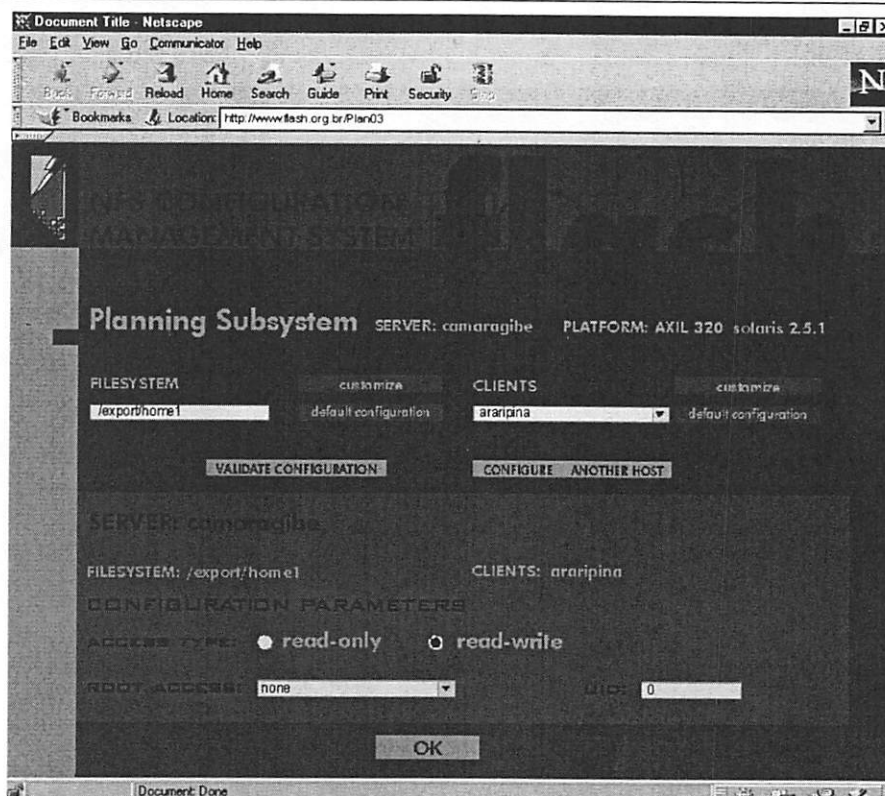 Document Title - Netscape
File Edit View Go Communicator Help
Back Forward Reload Home Search Guide Print Security Stop
Bookmarks Location: http://www.flash.org.br/Plan03
NFS CONFIGURATION
MANAGEMENT SYSTEM
Planning Subsystem SERVER: camaragibe PLATFORM: AXIL 320 solaris 2.5.1
FILESYSTEM customize CLIENTS customize
/export/home1 default configuration araripina default configuration
VALIDATE CONFIGURATION CONFIGURE ANOTHER HOST
SERVER: camaragibe
FILESYSTEM: /export/home1 CLIENTS: araripina
CONFIGURATION PARAMETERS
ACCESS TYPE: read-only read-write
ROOT ACCESS: none UID: 0
OK
Document: Done